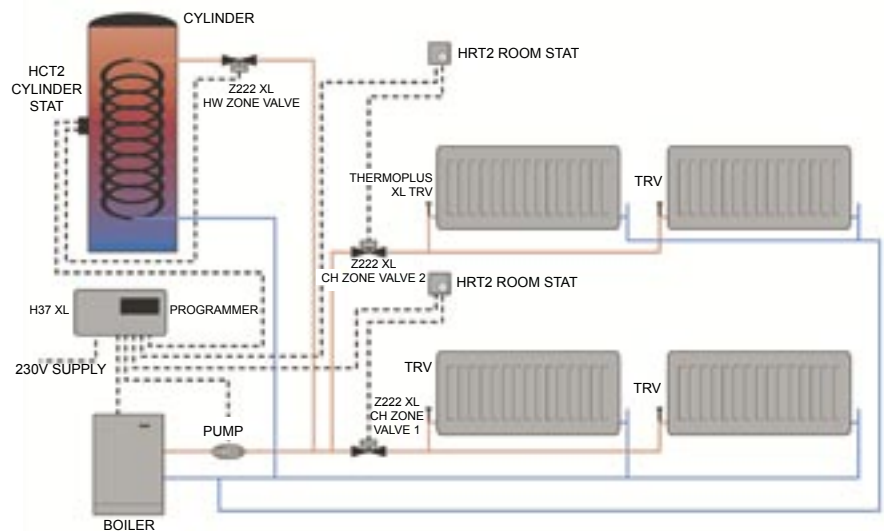 CYLINDER
HCT2
CYLINDER
STAT
Z222 XL
HW ZONE VALVE
HRT2 ROOM STAT
THERMOPLUS
XL TRV
TRV
Z222 XL
CH ZONE VALVE 2
HRT2 ROOM STAT
H37 XL
PROGRAMMER
230V SUPPLY
TRV
TRV
Z222 XL
CH ZONE
VALVE 1
PUMP
BOILER